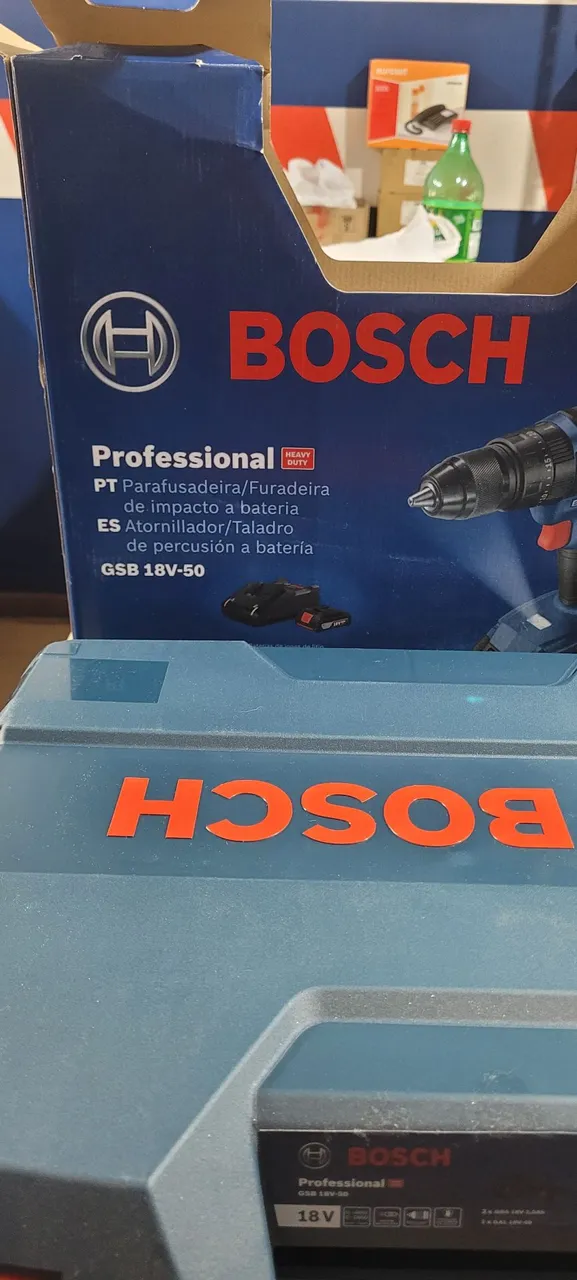 BOSCH
Professional HEAVY DUTY
PT Parafusadeira/Furadeira
de impacto a bateria
ES Atornillador/Taladro
de percusión a batería
GSB 18V-50
BOSCH
BOSCH
Professional
GSB 18V-50
18V